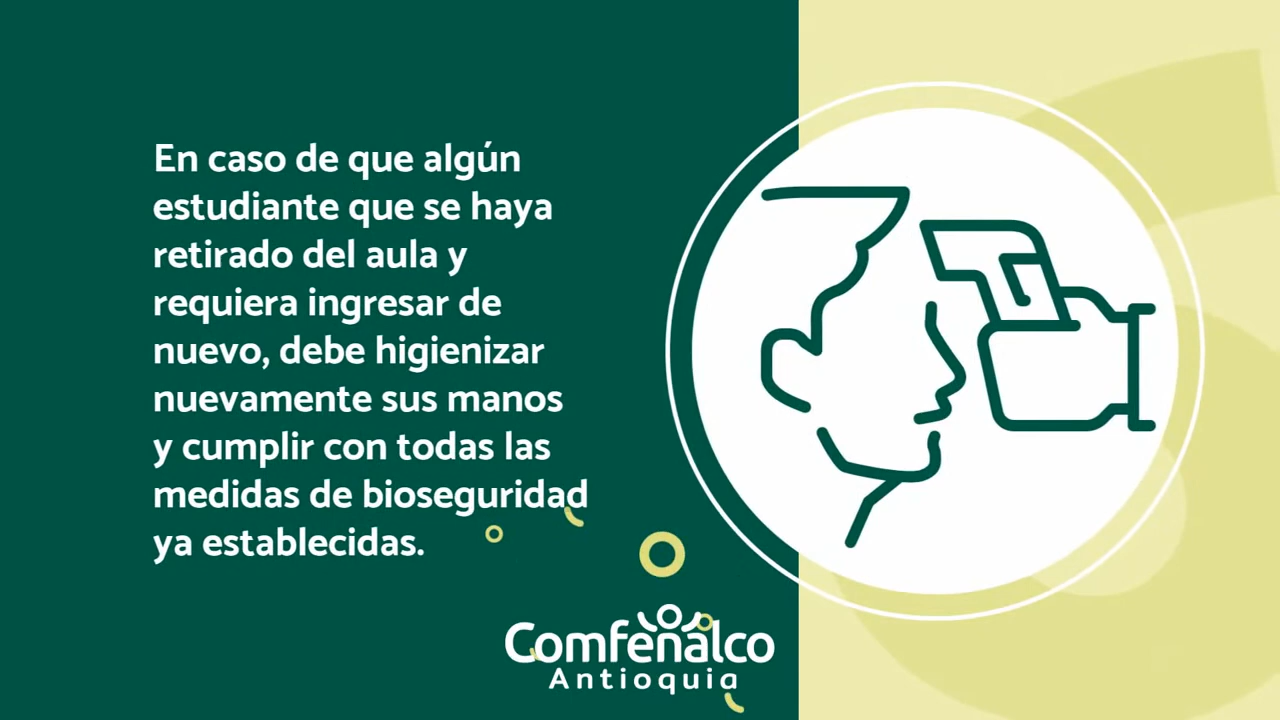 En caso de que algún
estudiante que se haya
retirado del aula y
requiera ingresar de
nuevo, debe higienizar
nuevamente sus manos
y cumplir con todas las
medidas de bioseguridad
ya establecidas.
Comfenalco
Antioquia